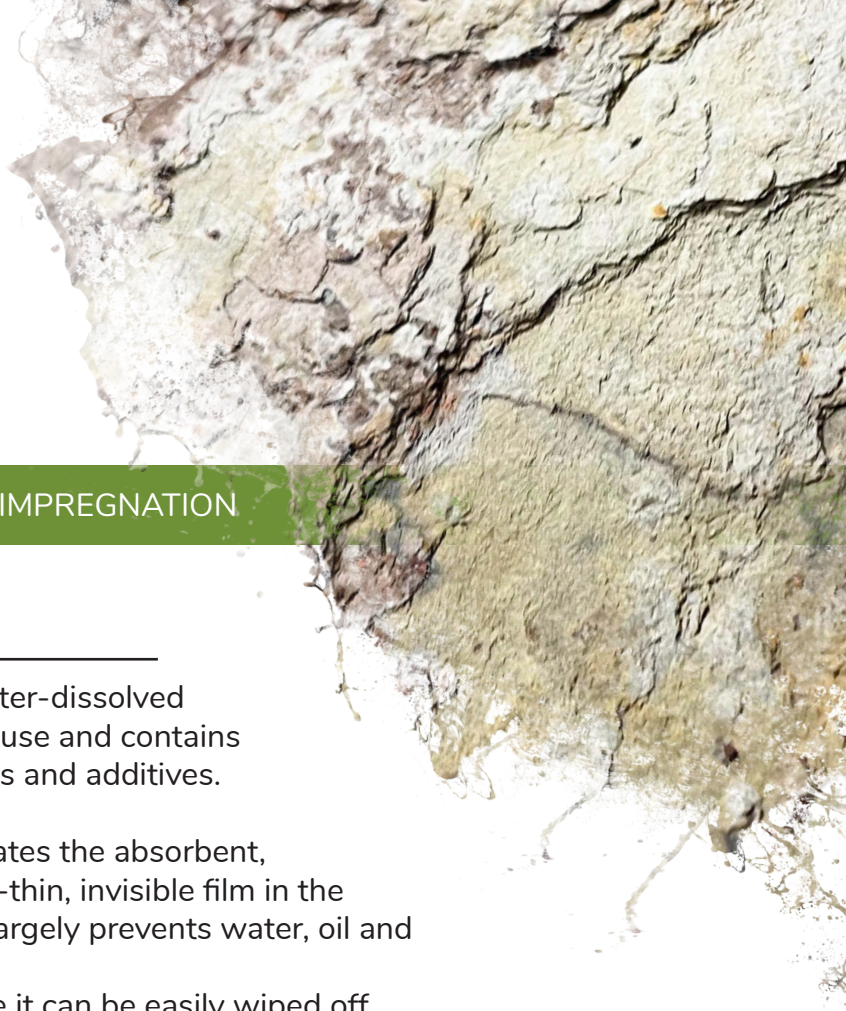 IMPREGNATION
ter-dissolved
use and contains
s and additives.
ates the absorbent,
-thin, invisible film in the
argely prevents water, oil and
e it can be easily wiped off